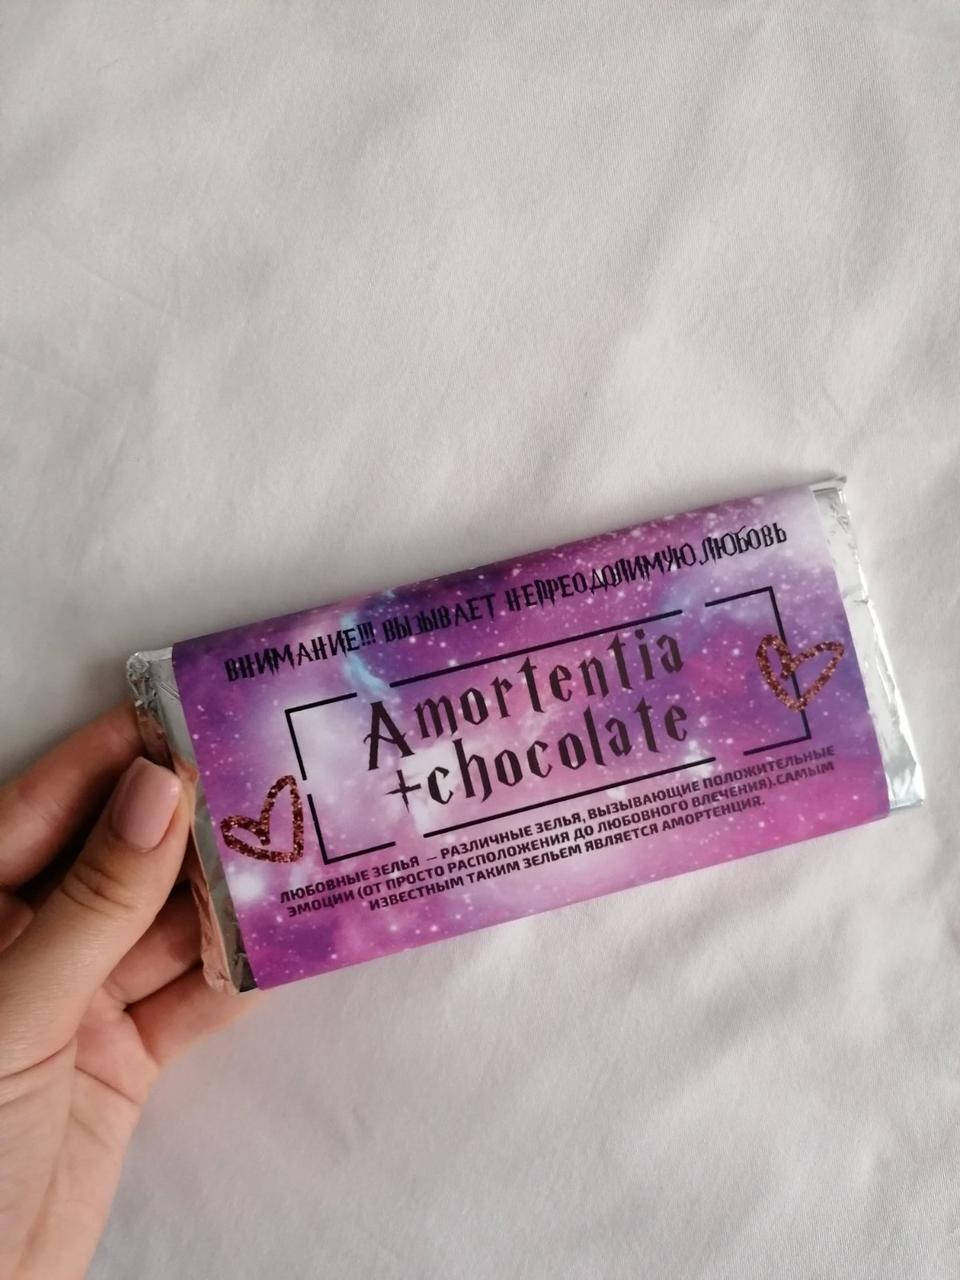 ВНИМАНИЕ!!! ВЫЗЫВАЕТ НЕПРЕОДОЛИМУЮ ЛЮБОВЬ
Amortentia
+chocolate
ЛЮБОВНЫЕ ЗЕЛЬЯ – РАЗЛИЧНЫЕ ЗЕЛЬЯ, ВЫЗЫВАЮЩИЕ ПОЛОЖИТЕЛЬНЫЕ
ЭМОЦИИ (ОТ ПРОСТО РАСПОЛОЖЕНИЯ ДО ЛЮБОВНОГО ВЛЕЧЕНИЯ). САМЫМ
ИЗВЕСТНЫМ ТАКИМ ЗЕЛЬЕМ ЯВЛЯЕТСЯ АМОРТЕНЦИЯ.